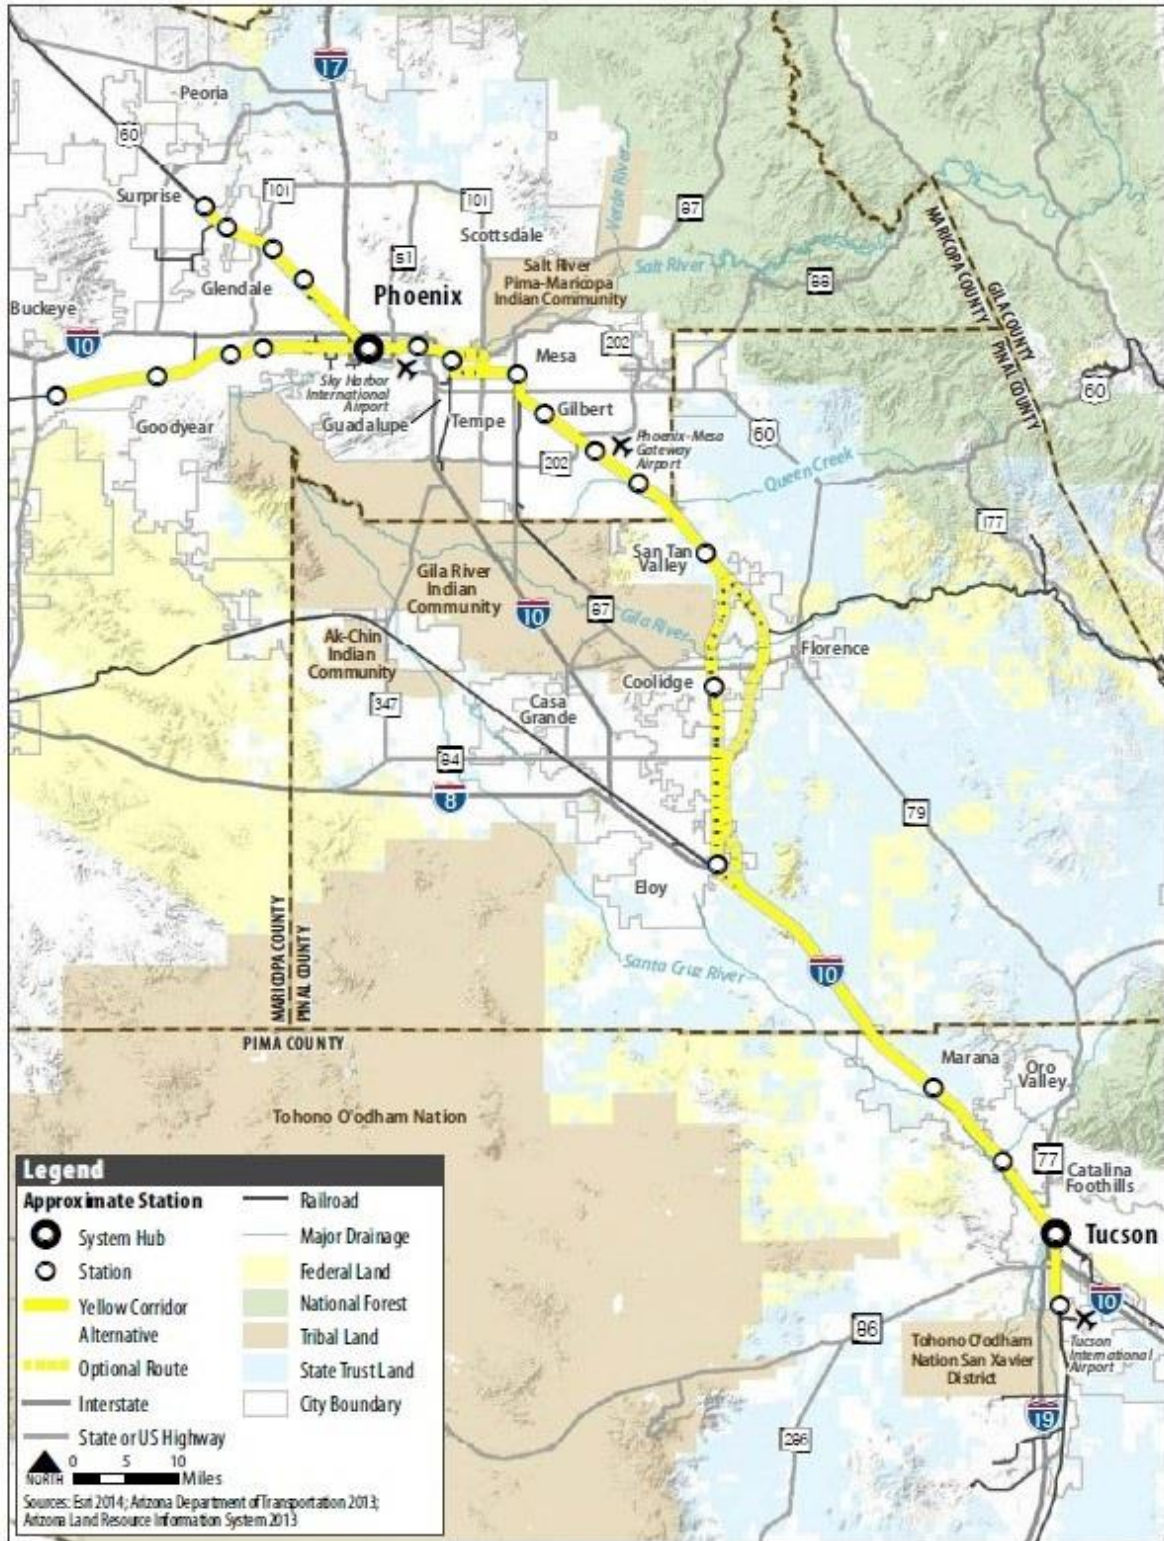 17
Peoria
60
Surprise
101
101
Scottsdale
Verde River
87
51
Salt River
Salt River
Pima-Maricopa
Indian Community
88
MARICOPA COUNTY
GILA COUNTY
PINAL COUNTY
Glendale
Phoenix
Buckeye
10
202
Mesa
Sky Harbor
International
Airport
60
Goodyear
Guadalupe
Tempe
Gilbert
60
Phoenix-Mesa
Gateway
Airport
202
Queen Creek
177
San Tan
Valley
Gila River
Indian
Community
10
87
Gila River
Ak-Chin
Indian
Community
Florence
Coolidge
Casa
Grande
347
84
8
79
Eloy
MARICOPA COUNTY
PINAL COUNTY
Santa Cruz River
10
PIMA COUNTY
Marana
Oro
Valley
Tohono O'odham Nation
77
Catalina
Foothills
Tucson
10
86
Tohono O'odham
Nation San Xavier
District
Tucson
International
Airport
19
286
Legend
Approximate Station
System Hub
Station
Yellow Corridor
Alternative
Optional Route
Interstate
State or US Highway
Railroad
Major Drainage
Federal Land
National Forest
Tribal Land
State Trust Land
City Boundary
NORTH
0 5 10
Miles
Sources: Esri 2014; Arizona Department of Transportation 2013;
Arizona Land Resource Information System 2013